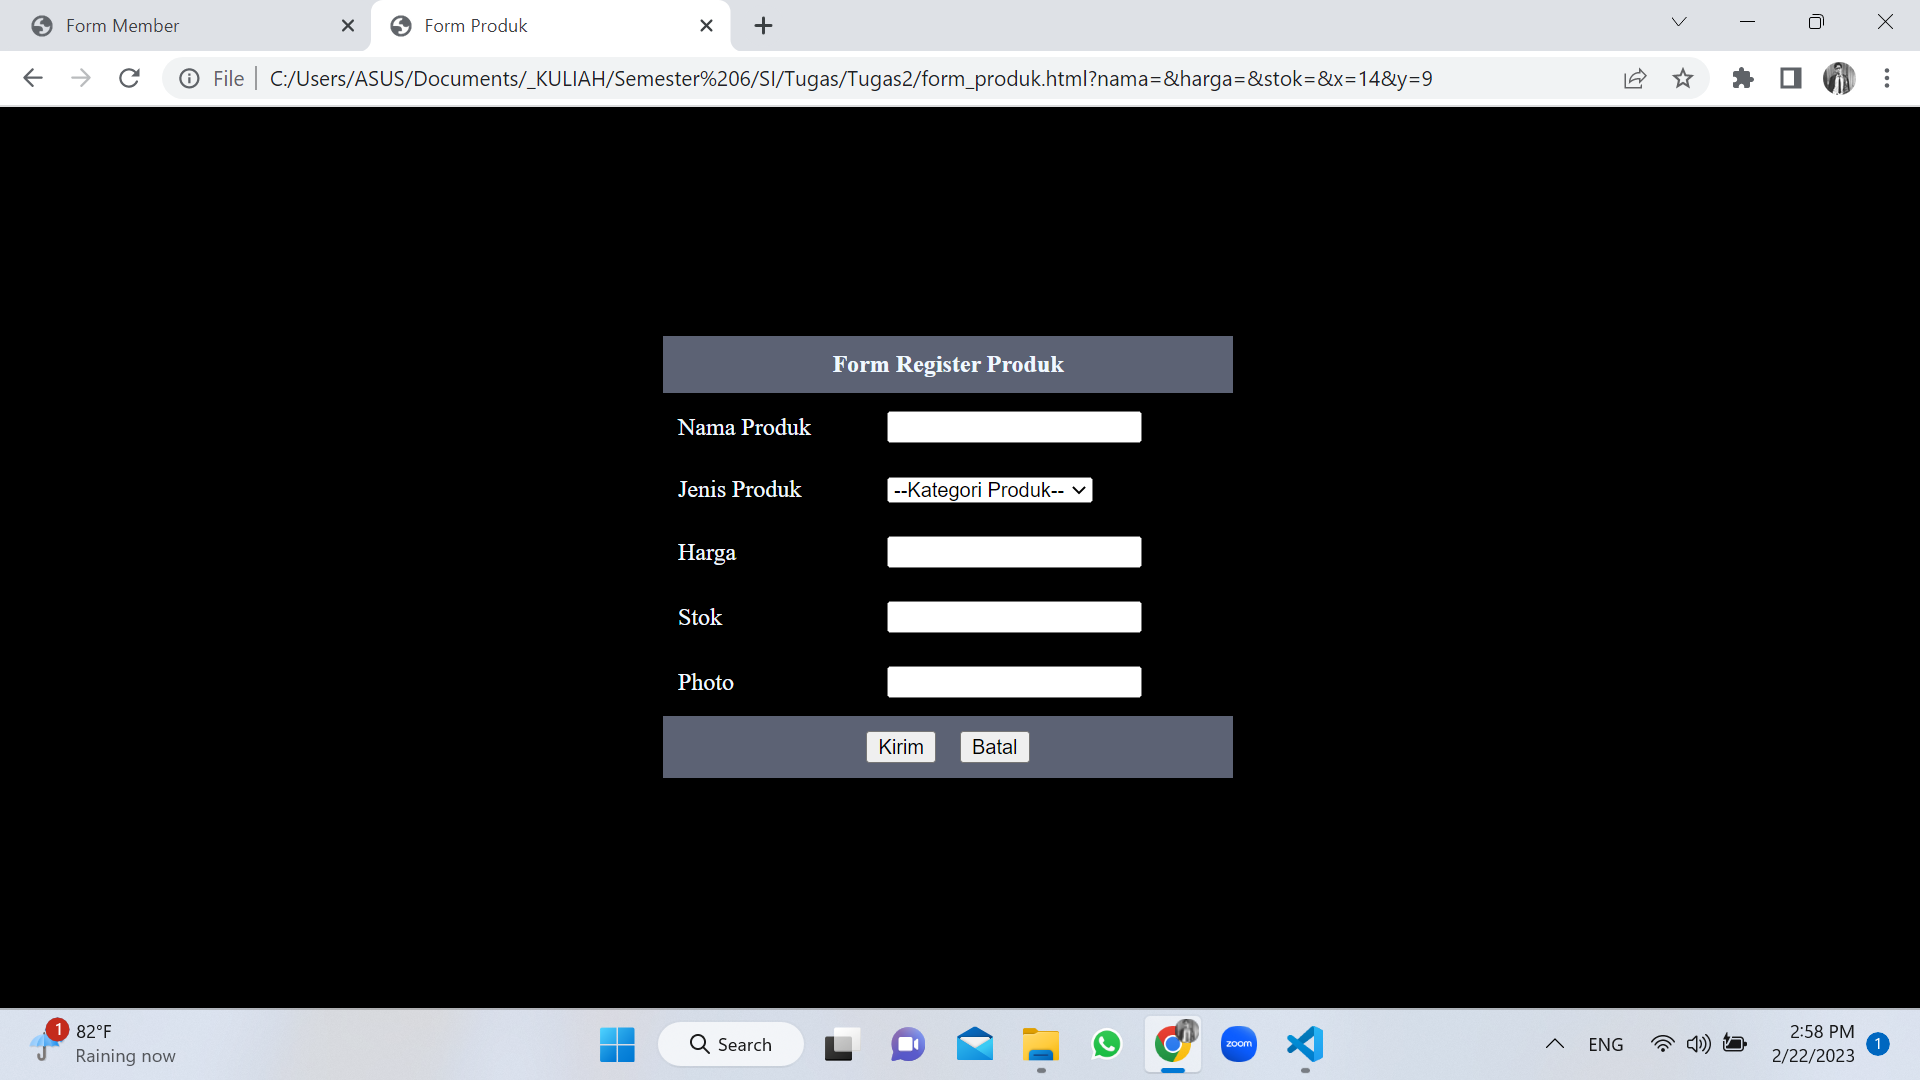 Form Member
Form Produk
File
C:/Users/ASUS/Documents/_KULIAH/Semester%206/SI/Tugas/Tugas2/form_produk.html?nama=&harga=&stok=&x=14&y=9
Form Register Produk
Nama Produk
Jenis Produk
--Kategori Produk--
Harga
Stok
Photo
Kirim
Batal
1
82°F
Raining now
Search
zoom
ENG
2:58 PM
2/22/2023
1